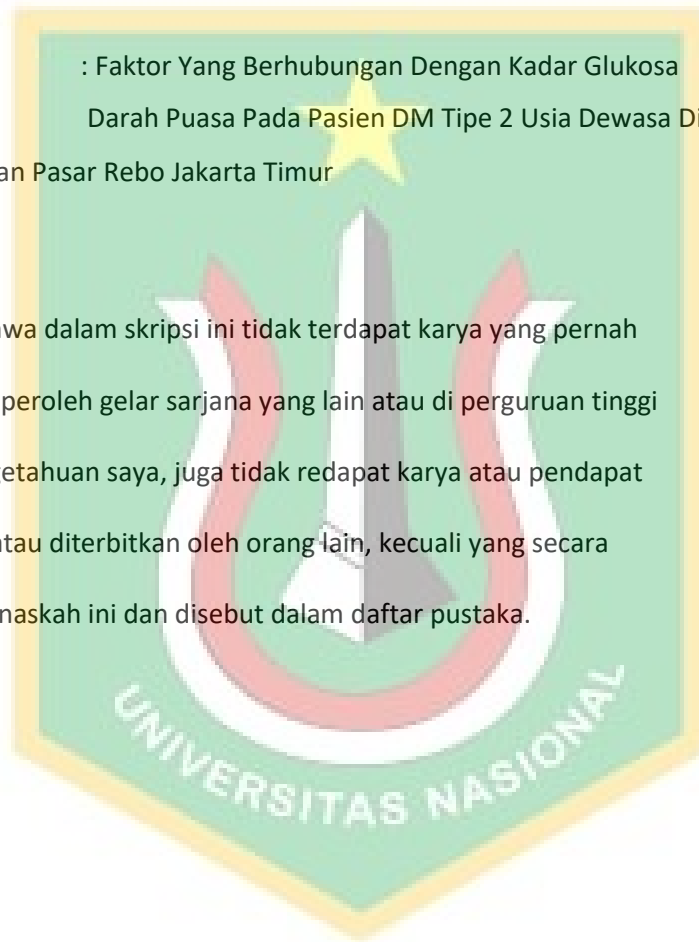 : Faktor Yang Berhubungan Dengan Kadar Glukosa
Darah Puasa Pada Pasien DM Tipe 2 Usia Dewasa Di
an Pasar Rebo Jakarta Timur
wa dalam skripsi ini tidak terdapat karya yang pernah
peroleh gelar sarjana yang lain atau di perguruan tinggi
getahuan saya, juga tidak redapat karya atau pendapat
atau diterbitkan oleh orang lain, kecuali yang secara
naskah ini dan disebut dalam daftar pustaka.
UNIVERSITAS NASIONAL